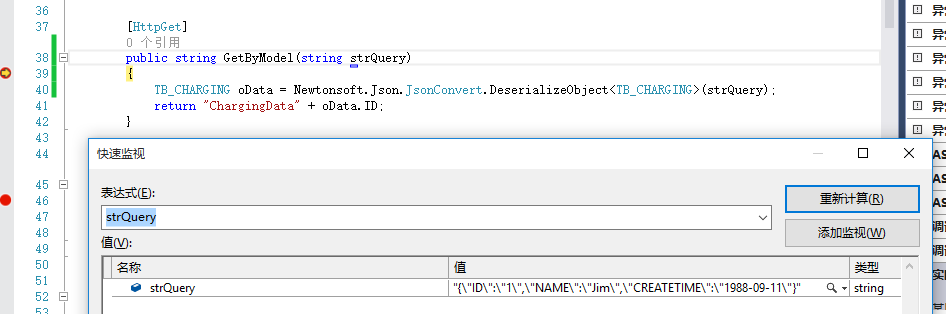 36
37 [HttpGet]
0 个引用
38 public string GetByModel(string strQuery)
39 {
40 TB_CHARGING oData = Newtonsoft.Json.JsonConvert.DeserializeObject<TB_CHARGING>(strQuery);
41 return "ChargingData" + oData.ID;
42 }
43
44
45
46
47
48
49
50
51
52
53
快速监视
表达式(E):
strQuery
重新计算(R)
添加监视(W)
值(V):
名称 值 类型
strQuery "{\"ID\":\"1\",\"NAME\":\"Jim\",\"CREATETIME\":\"1988-09-11\"}" string